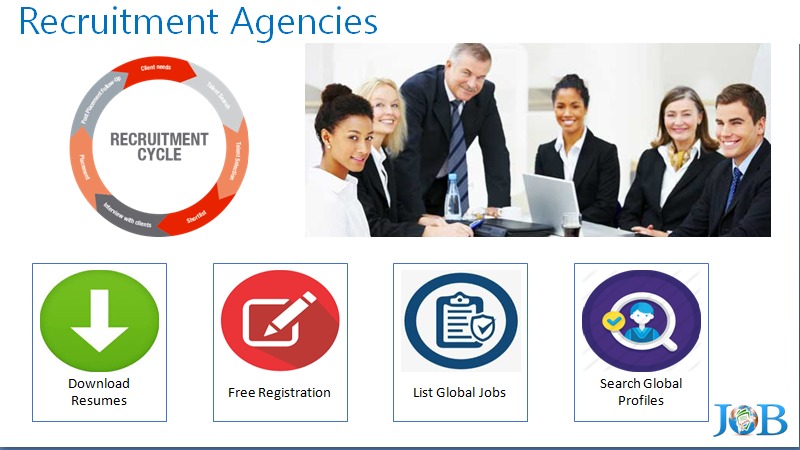 Recruitment Agencies
Client needs
Talent Search
Talent Selection
Shortlist
Interview with clients
Placement
Post Placement Follow-Up
RECRUITMENT
CYCLE
Download
Resumes
Free Registration
List Global Jobs
Search Global
Profiles
JOB